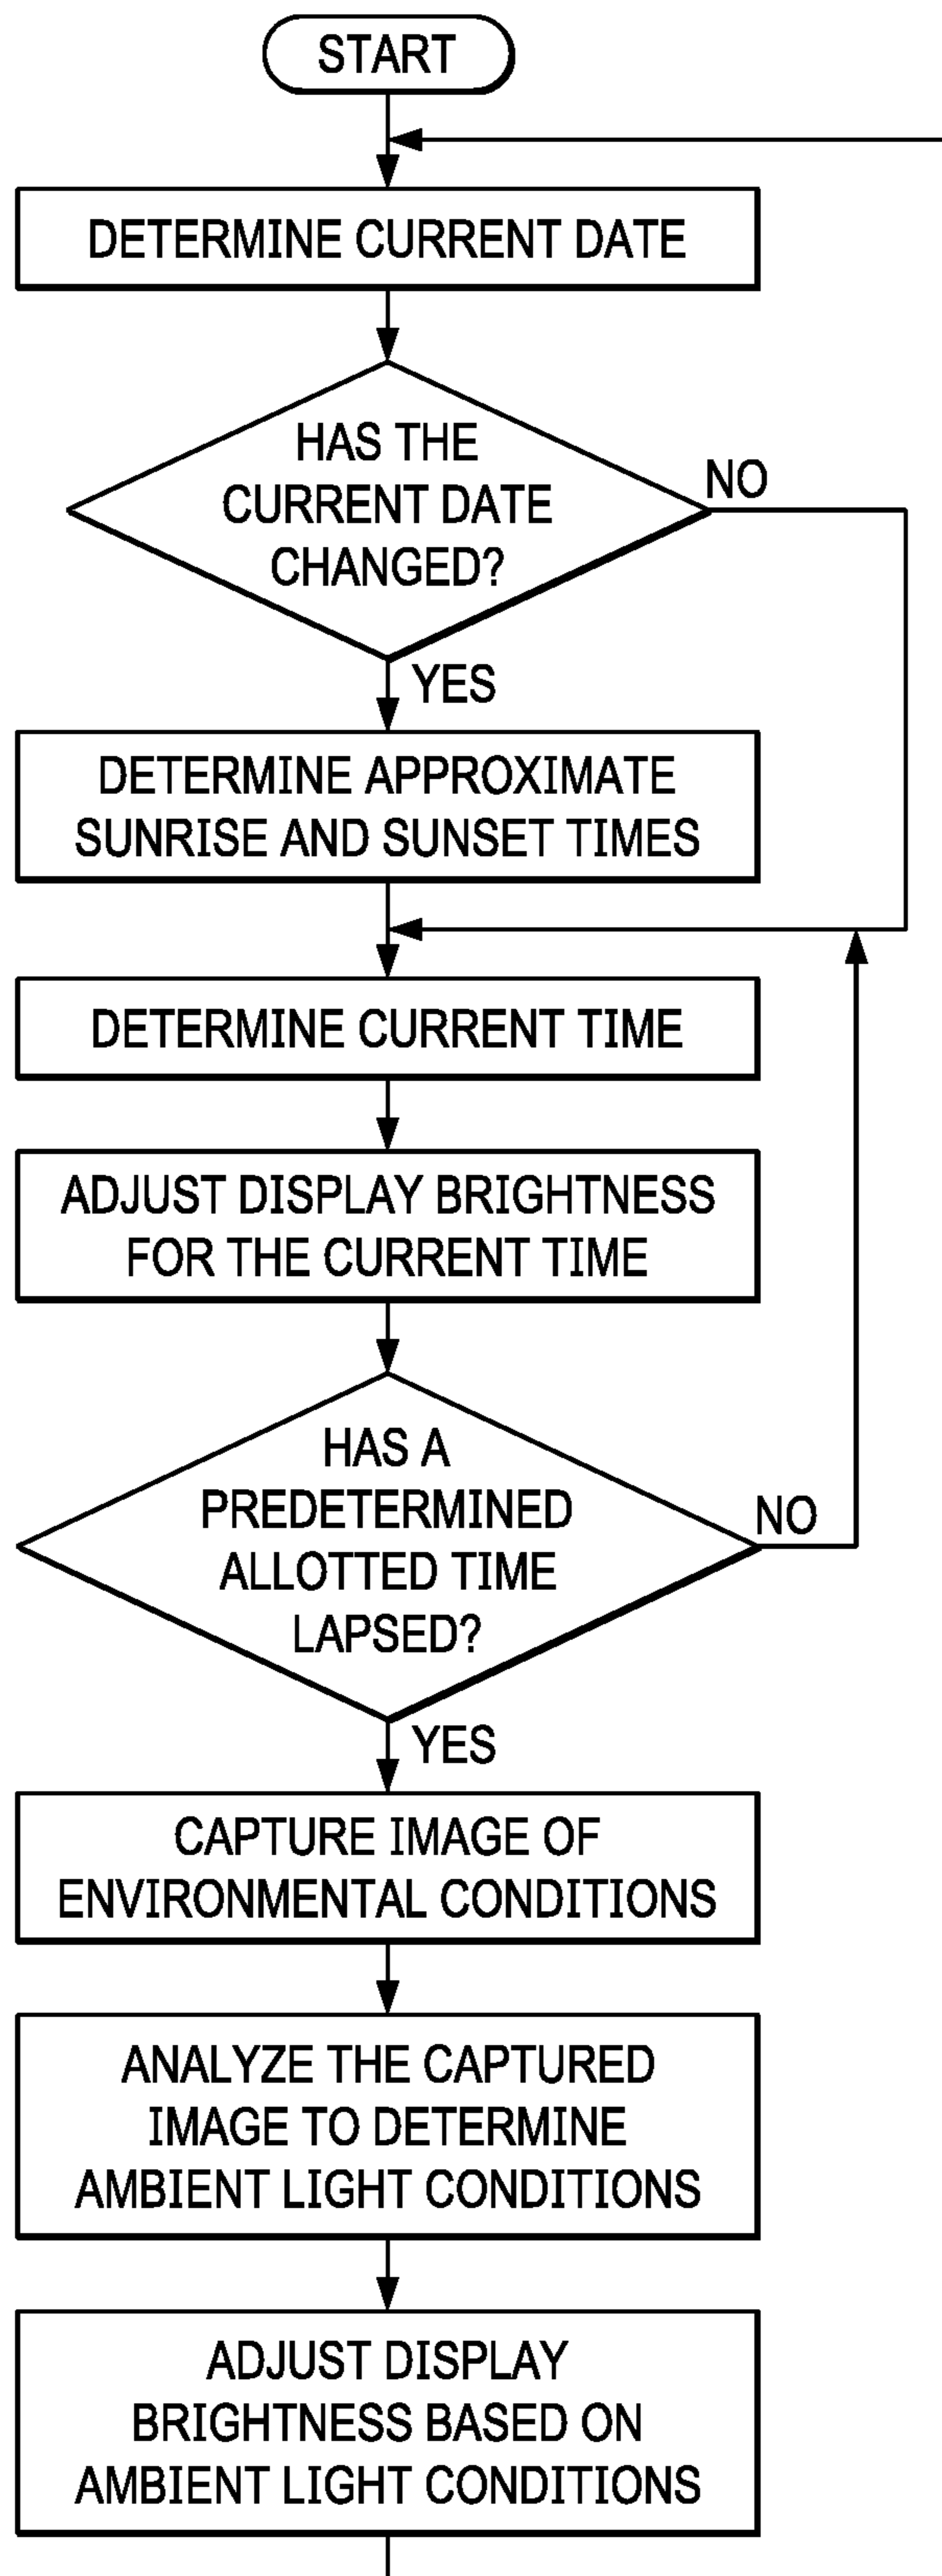 START
DETERMINE CURRENT DATE
HAS THE
CURRENT DATE
CHANGED?
NO
YES
DETERMINE APPROXIMATE
SUNRISE AND SUNSET TIMES
DETERMINE CURRENT TIME
ADJUST DISPLAY BRIGHTNESS
FOR THE CURRENT TIME
HAS A
PREDETERMINED
ALLOTTED TIME
LAPSED?
NO
YES
CAPTURE IMAGE OF
ENVIRONMENTAL CONDITIONS
ANALYZE THE CAPTURED
IMAGE TO DETERMINE
AMBIENT LIGHT CONDITIONS
ADJUST DISPLAY
BRIGHTNESS BASED ON
AMBIENT LIGHT CONDITIONS